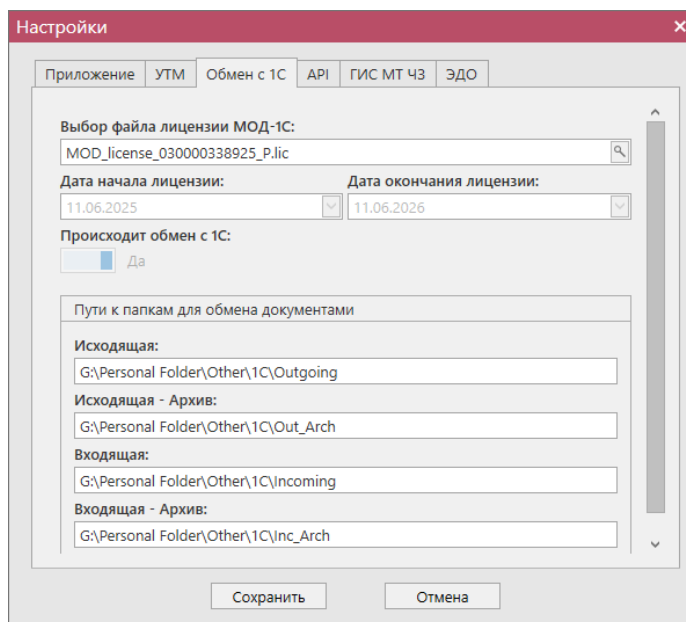 Настройки
Приложение УТМ Обмен с 1С API ГИС МТ ЧЗ ЭДО
Выбор файла лицензии МОД-1С:
MOD_license_030000338925_P.lic
Дата начала лицензии: Дата окончания лицензии:
11.06.2025 11.06.2026
Происходит обмен с 1С:
Да
Пути к папкам для обмена документами
Исходящая:
G:\Personal Folder\Other\1C\Outgoing
Исходящая - Архив:
G:\Personal Folder\Other\1C\Out_Arch
Входящая:
G:\Personal Folder\Other\1C\Incoming
Входящая - Архив:
G:\Personal Folder\Other\1C\Inc_Arch
Сохранить Отмена